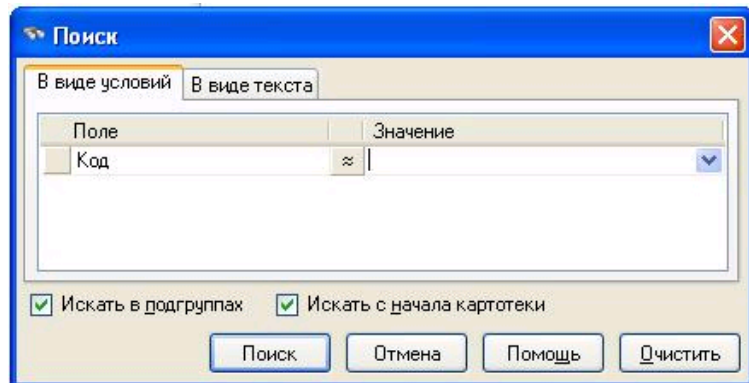 Поиск
В виде условий В виде текста
Поле Значение
Код ≈
Искать в подгруппах Искать с начала картотеки
Поиск Отмена Помощь Очистить